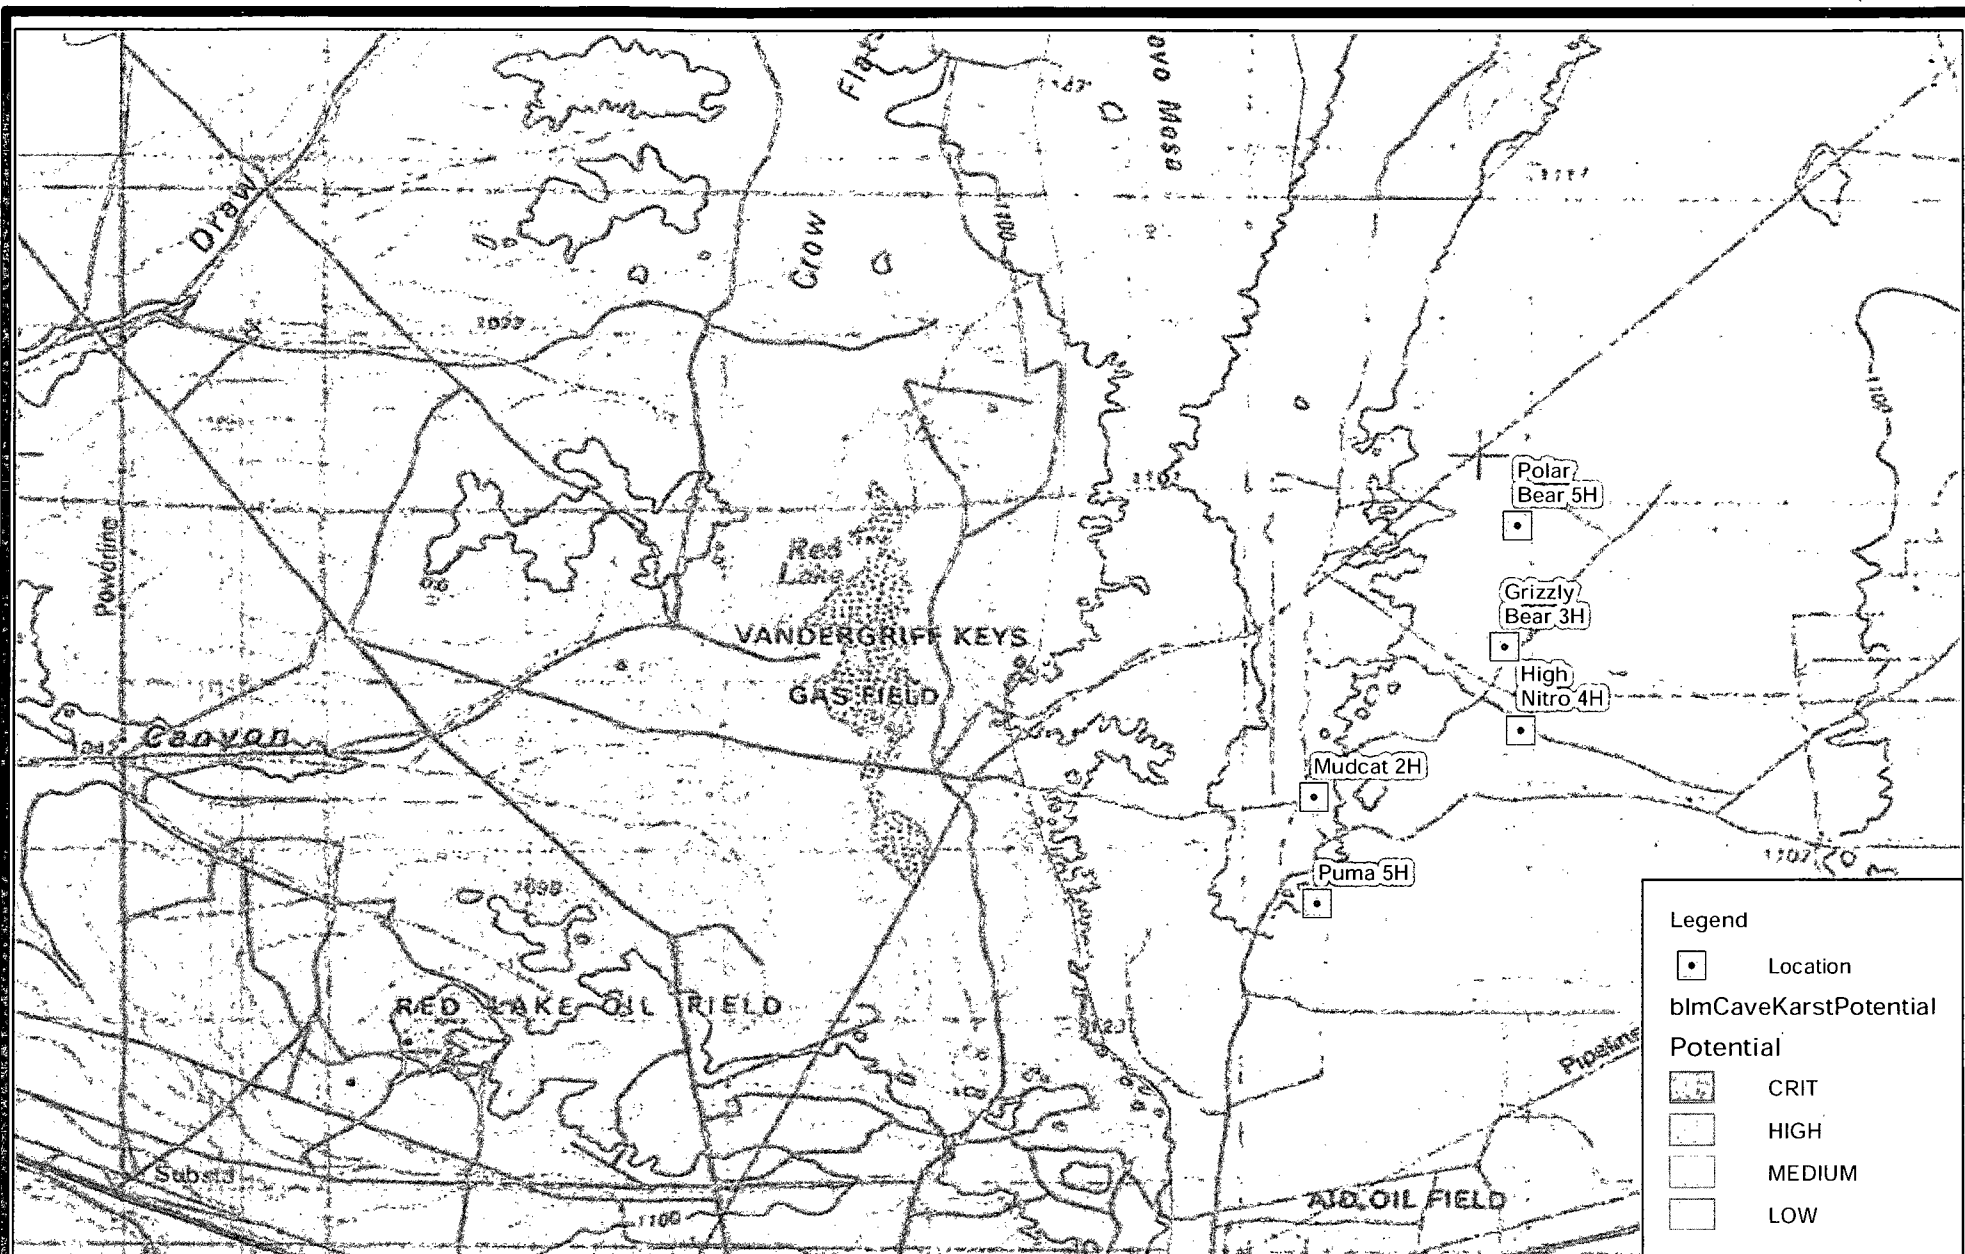 Draw
Crow
1100
Polar
Bear 5H
Powerline
Red
Lake
Grizzly
Bear 3H
VANDERGRIFF KEYS
GAS FIELD
High
Nitro 4H
Canyon
Mudcat 2H
Puma 5H
1100
1107
RED LAKE OIL FIELD
Pipeline
1100
AID OIL FIELD
Legend
Location
blmCaveKarstPotential
Potential
CRIT
HIGH
MEDIUM
LOW